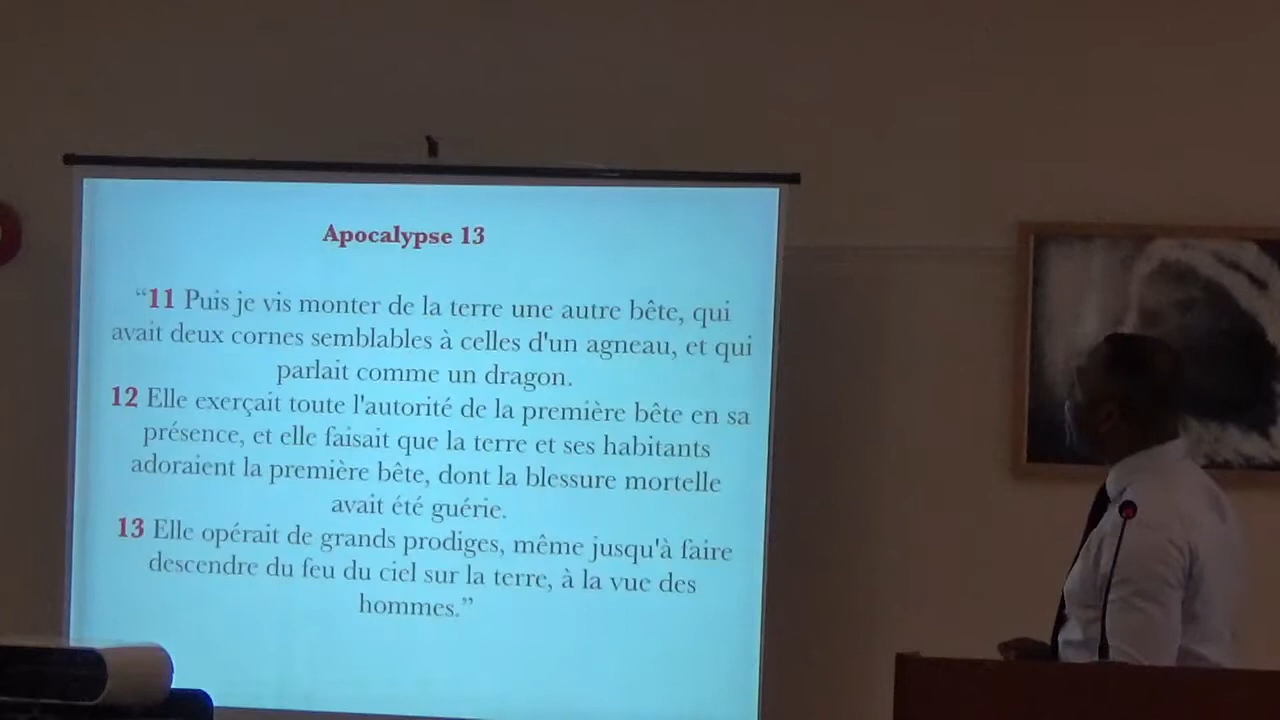 Apocalypse 13
“11 Puis je vis monter de la terre une autre bête, qui
avait deux cornes semblables à celles d'un agneau, et qui
parlait comme un dragon.
12 Elle exerçait toute l'autorité de la première bête en sa
présence, et elle faisait que la terre et ses habitants
adoraient la première bête, dont la blessure mortelle
avait été guérie.
13 Elle opérait de grands prodiges, même jusqu'à faire
descendre du feu du ciel sur la terre, à la vue des
hommes.”